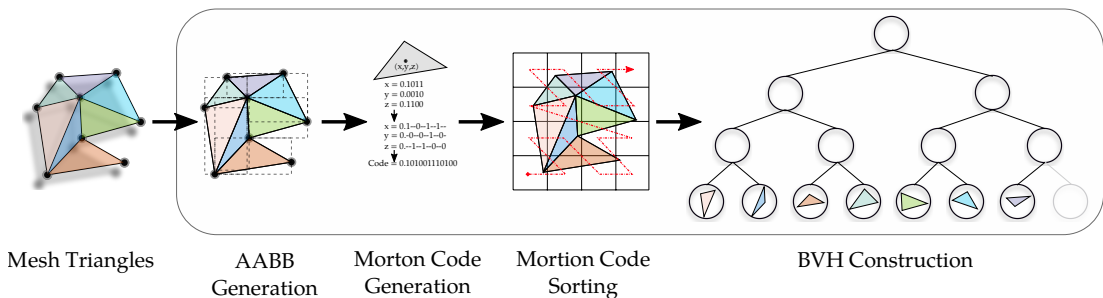 (x,y,z)
x = 0.1011
y = 0.0010
z = 0.1100
x = 0.1--0--1--1--
y = 0.-0--0--1--0-
z = 0.--1--1--0--0
Code = 0.101001110100
Mesh Triangles
AABB
Generation
Morton Code
Generation
Mortion Code
Sorting
BVH Construction